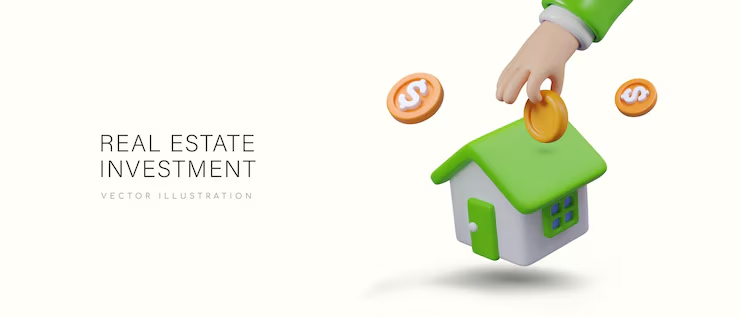 REAL ESTATE
INVESTMENT
VECTOR ILLUSTRATION
$
$